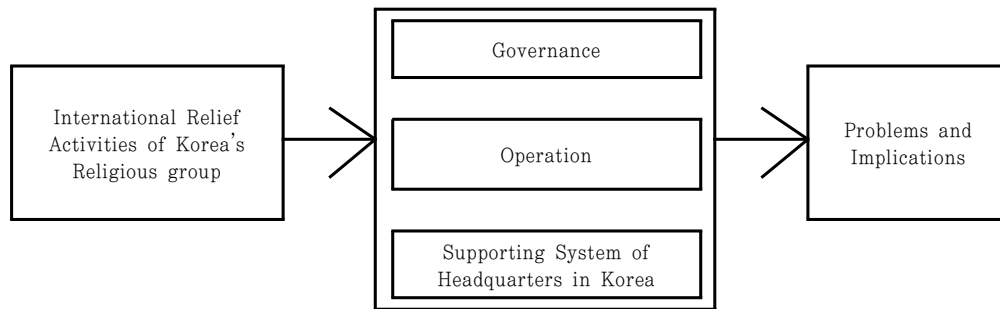 International Relief
Activities of Korea's
Religious group
Governance
Operation
Supporting System of
Headquarters in Korea
Problems and
Implications